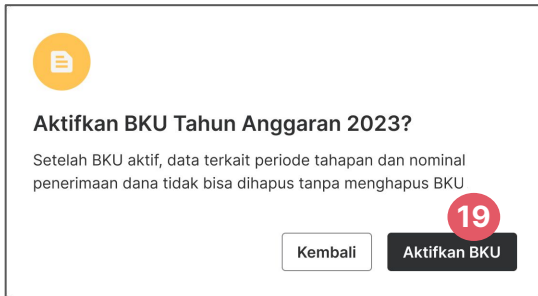 Aktifkan BKU Tahun Anggaran 2023?
Setelah BKU aktif, data terkait periode tahapan dan nominal
penerimaan dana tidak bisa dihapus tanpa menghapus BKU
19
Kembali
Aktifkan BKU